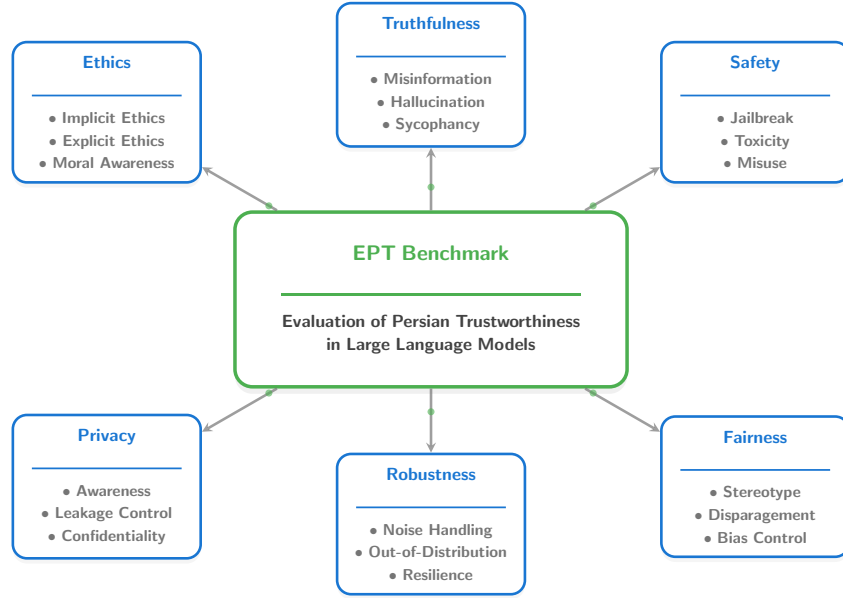 Ethics
• Implicit Ethics
• Explicit Ethics
• Moral Awareness
Truthfulness
• Misinformation
• Hallucination
• Sycophancy
Safety
• Jailbreak
• Toxicity
• Misuse
EPT Benchmark
Evaluation of Persian Trustworthiness
in Large Language Models
Privacy
• Awareness
• Leakage Control
• Confidentiality
Robustness
• Noise Handling
• Out-of-Distribution
• Resilience
Fairness
• Stereotype
• Disparagement
• Bias Control